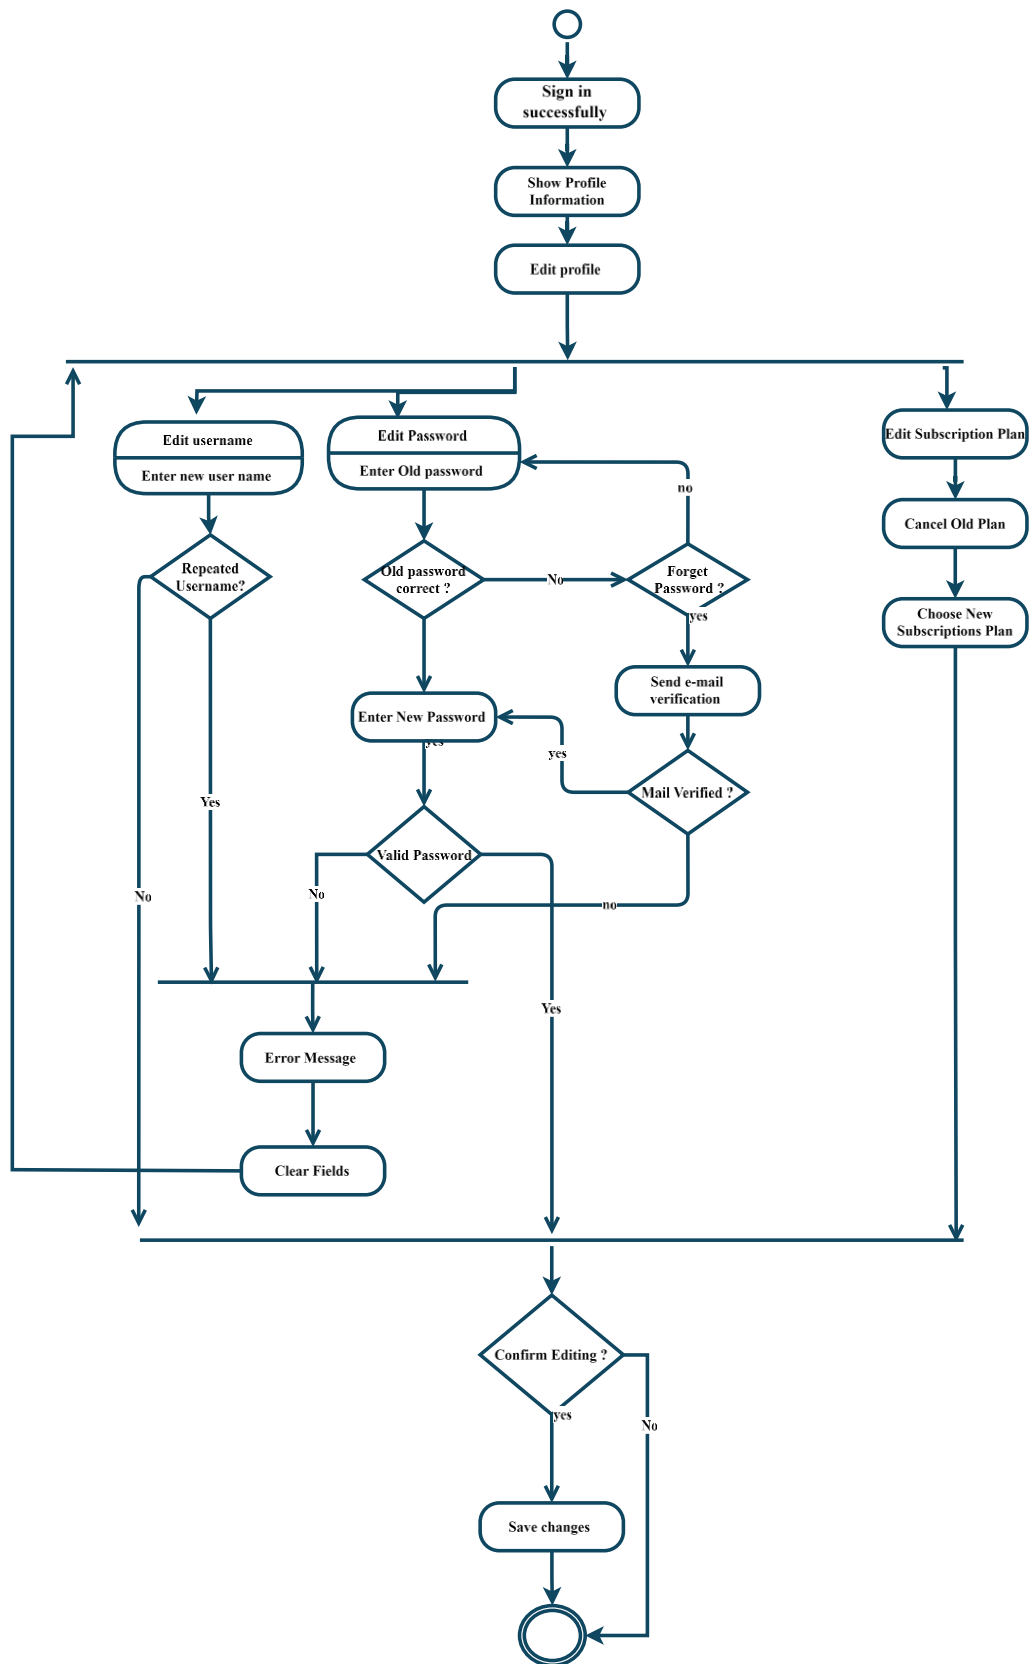 Sign in
successfully
Show Profile
Information
Edit profile
Edit username
Enter new user name
Edit Password
Enter Old password
Edit Subscription Plan
no
Cancel Old Plan
Repeated
Username?
Old password
correct ?
No
Forget
Password ?
yes
Choose New
Subscriptions Plan
Send e-mail
verification
Enter New Password
yes
yes
Mail Verified ?
Yes
Valid Password
No
No
no
Yes
Error Message
Clear Fields
Confirm Editing ?
yes
No
Save changes